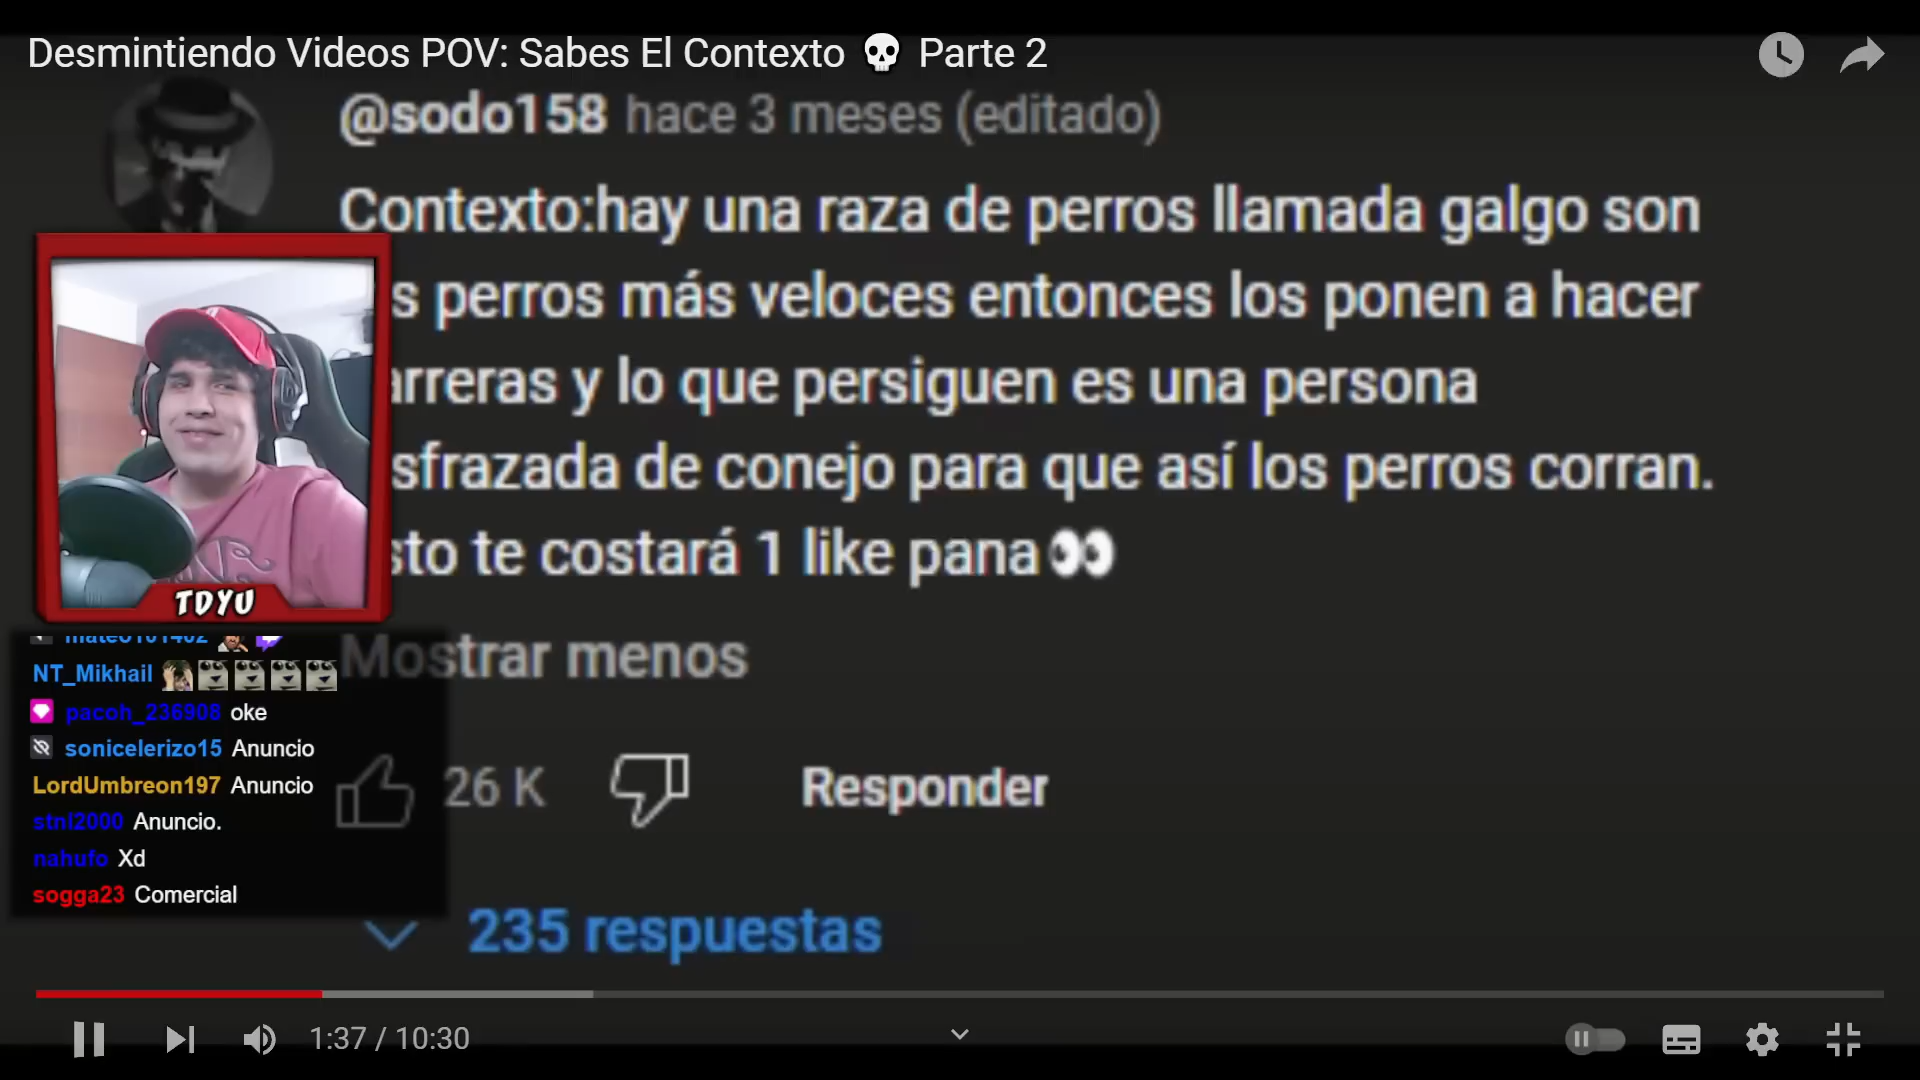 Desmintiendo Videos POV: Sabes El Contexto 💀 Parte 2
@sodo158 hace 3 meses (editado)
Contexto:hay una raza de perros llamada galgo son
s perros más veloces entonces los ponen a hacer
arreras y lo que persiguen es una persona
sfrazada de conejo para que así los perros corran.
sto te costará 1 like pana👀
Mostrar menos
26 K
Responder
235 respuestas
TDYU
mateo101402
NT_Mikhail
pacoh_236908 oke
sonicelerizo15 Anuncio
LordUmbreon197 Anuncio
stnl2000 Anuncio.
nahufo Xd
sogga23 Comercial
1:37 / 10:30